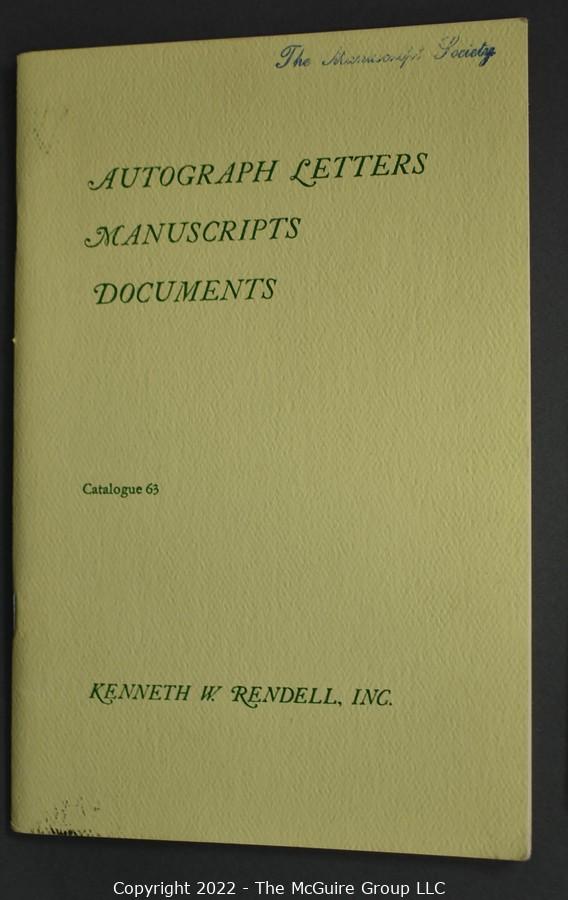 The Manuscript Society
AUTOGRAPH LETTERS
MANUSCRIPTS
DOCUMENTS
Catalogue 63
KENNETH W. RENDELL, INC.
Copyright 2022 - The McGuire Group LLC